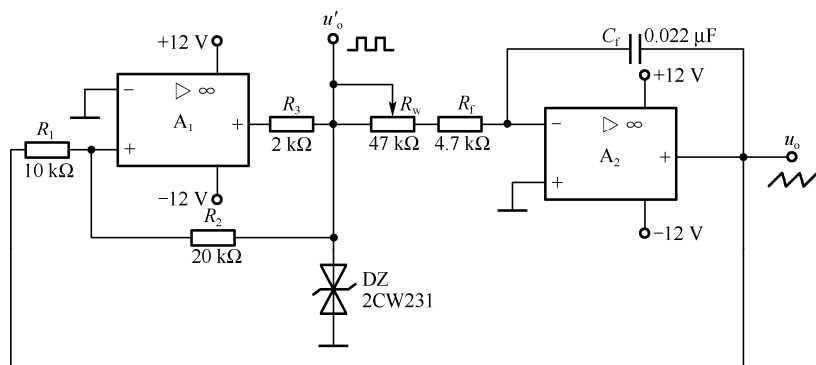 u′o
Cf 0.022 μF
+12 V
+12 V
− ▷ ∞
A1
+
+
R3
2 kΩ
Rw
47 kΩ
Rf
4.7 kΩ
− ▷ ∞
A2
+
+
uo
R1
10 kΩ
−12 V
−12 V
R2
20 kΩ
DZ
2CW231